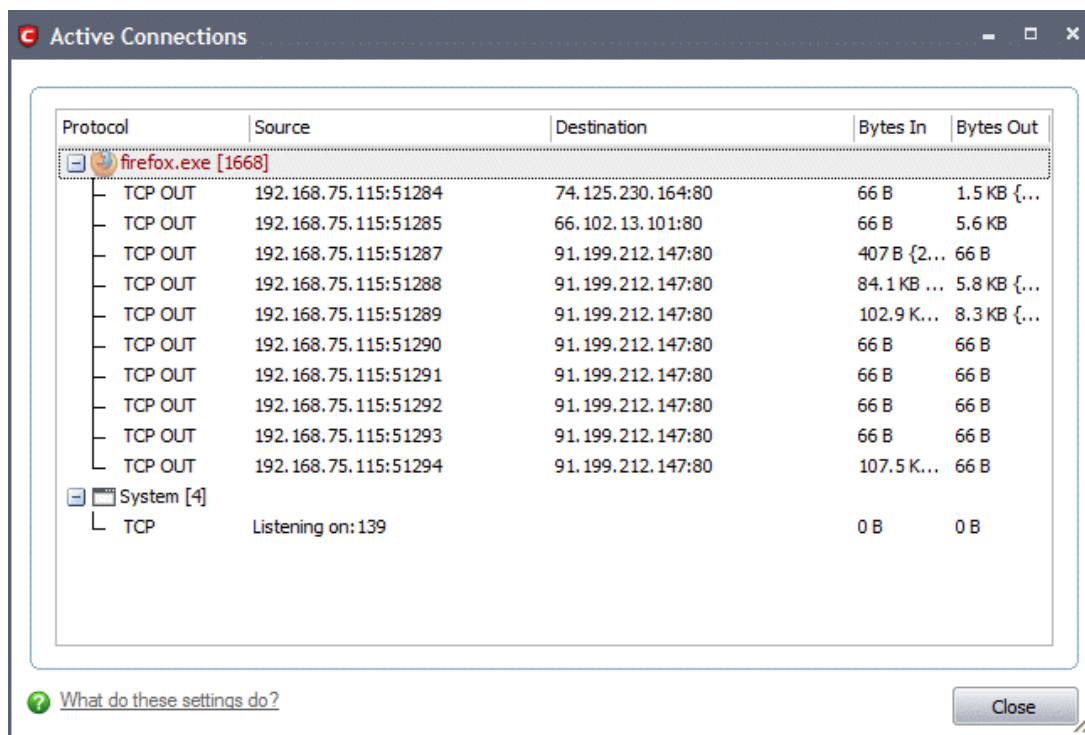 Active Connections
Protocol Source Destination Bytes In Bytes Out
firefox.exe [1668]
TCP OUT 192.168.75.115:51284 74.125.230.164:80 66 B 1.5 KB {...
TCP OUT 192.168.75.115:51285 66.102.13.101:80 66 B 5.6 KB
TCP OUT 192.168.75.115:51287 91.199.212.147:80 407 B {2... 66 B
TCP OUT 192.168.75.115:51288 91.199.212.147:80 84.1 KB ... 5.8 KB {...
TCP OUT 192.168.75.115:51289 91.199.212.147:80 102.9 K... 8.3 KB {...
TCP OUT 192.168.75.115:51290 91.199.212.147:80 66 B 66 B
TCP OUT 192.168.75.115:51291 91.199.212.147:80 66 B 66 B
TCP OUT 192.168.75.115:51292 91.199.212.147:80 66 B 66 B
TCP OUT 192.168.75.115:51293 91.199.212.147:80 66 B 66 B
TCP OUT 192.168.75.115:51294 91.199.212.147:80 107.5 K... 66 B
System [4]
TCP Listening on:139 0 B 0 B
What do these settings do?
Close